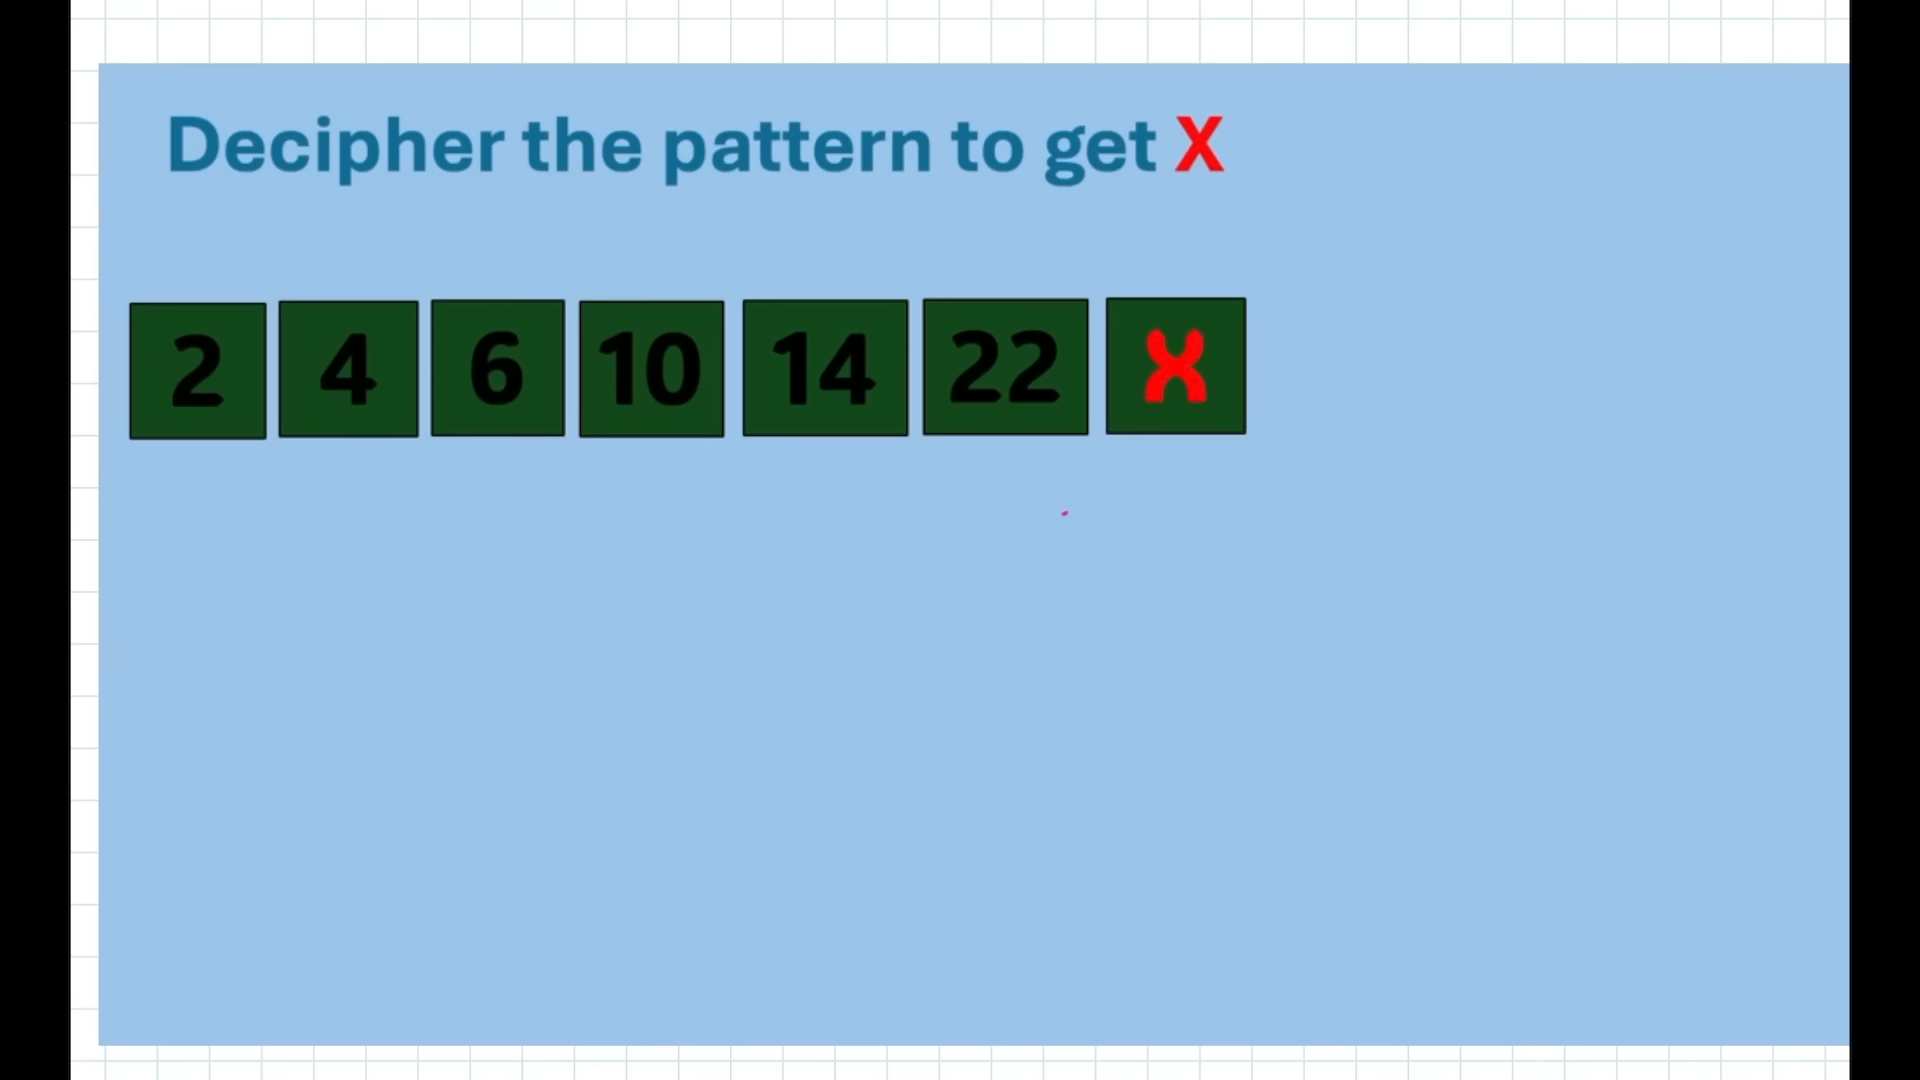 Decipher the pattern to get X
2 4 6 10 14 22 X